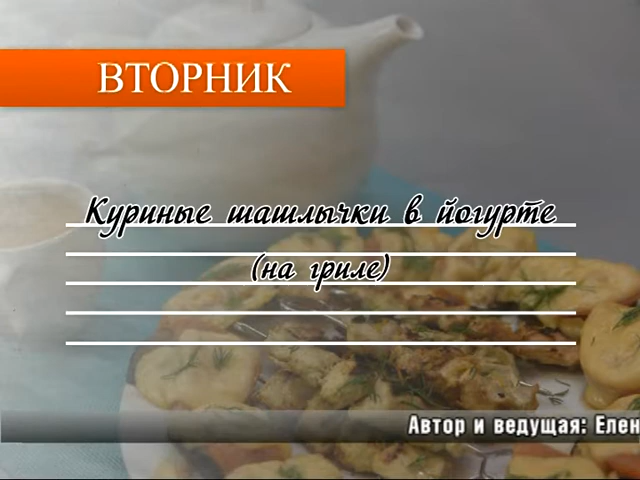 ВТОРНИК
Куриные шашлычки в йогурте
(на гриле)
Автор и ведущая: